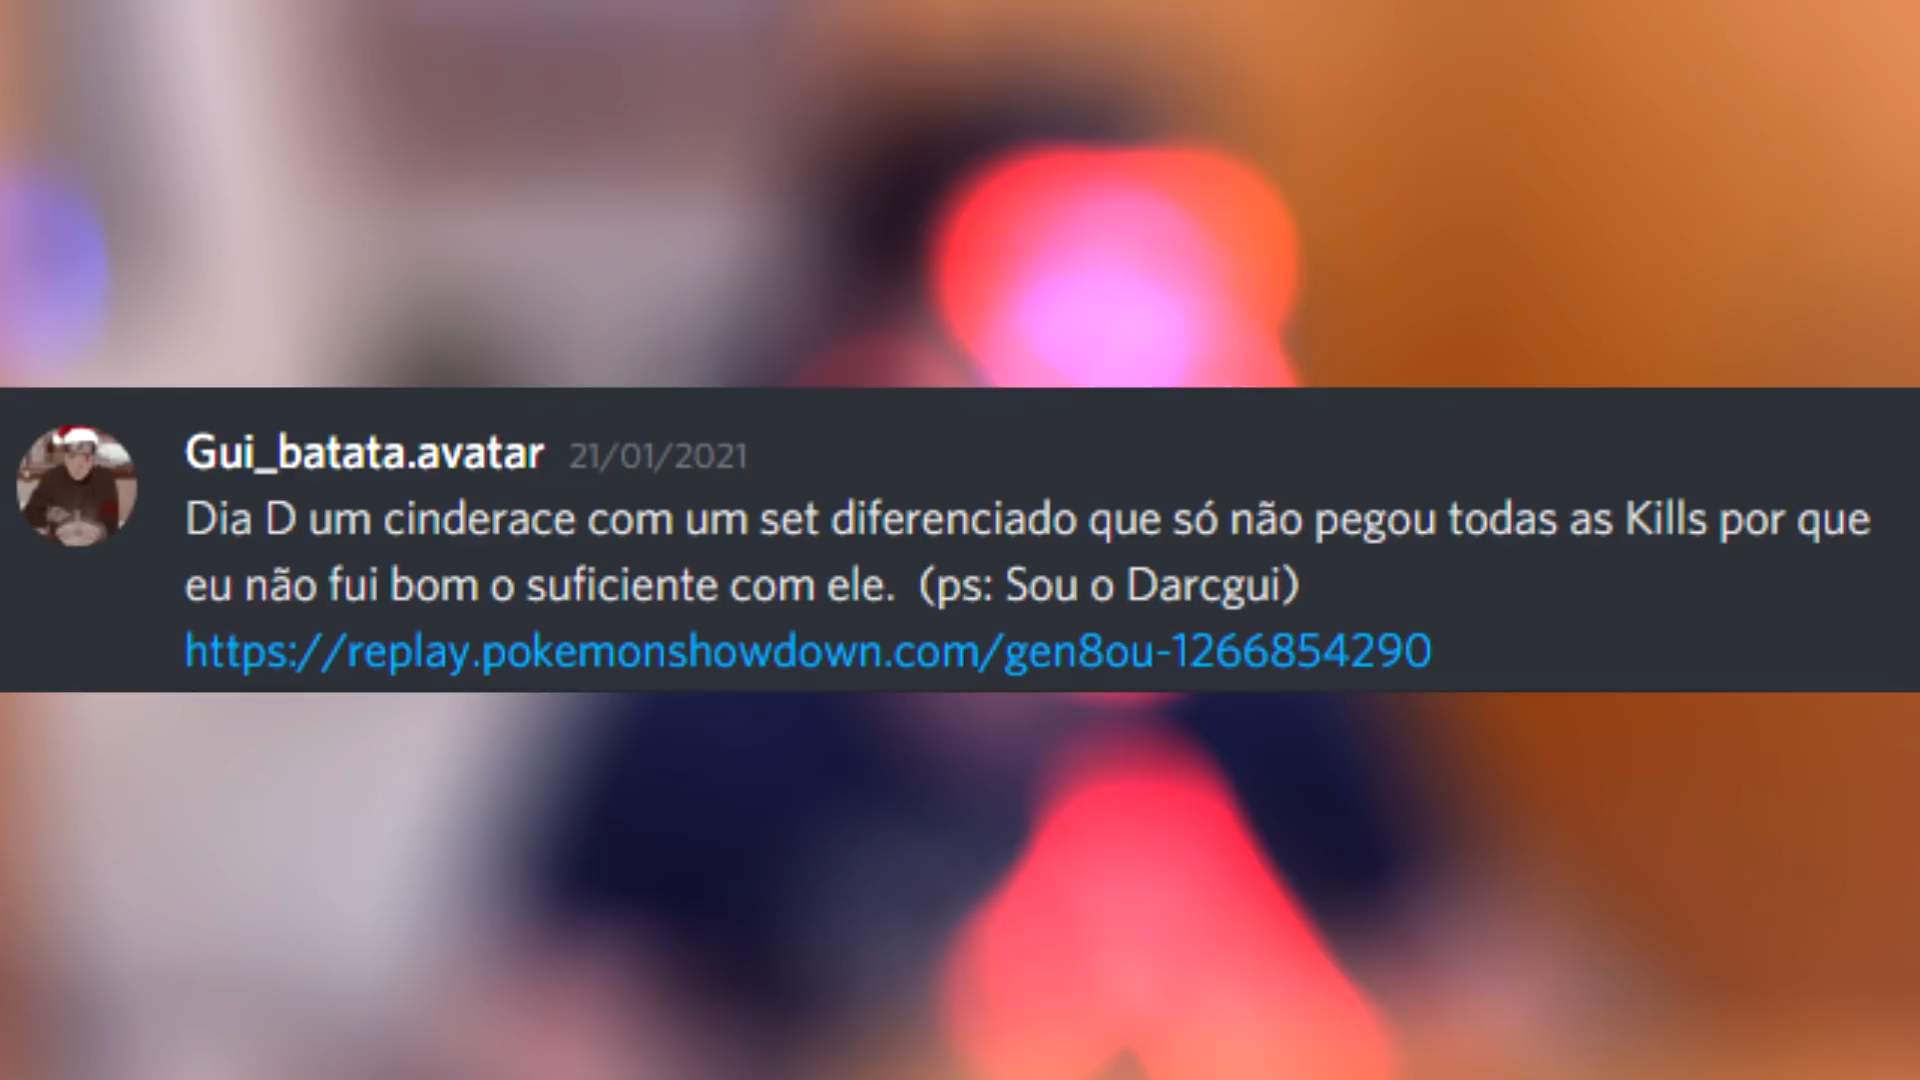 Gui_batata.avatar 21/01/2021
Dia D um cinderace com um set diferenciado que só não pegou todas as Kills por que
eu não fui bom o suficiente com ele. (ps: Sou o Darcgui)
https://replay.pokemonshowdown.com/gen8ou-1266854290